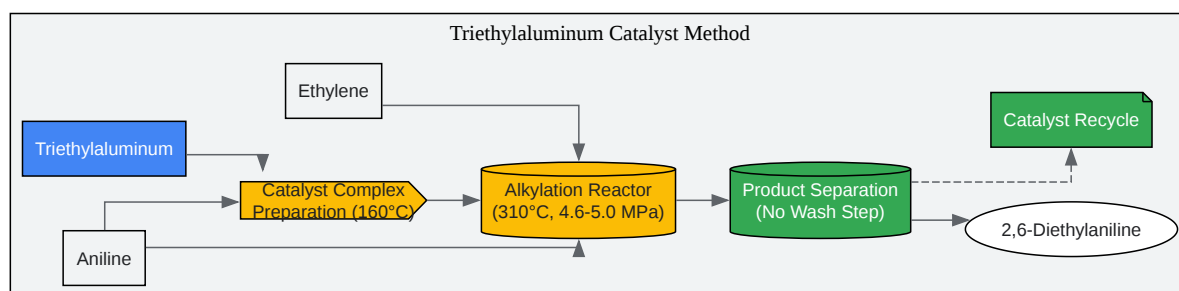 Triethylaluminum Catalyst Method
Ethylene
Triethylaluminum
Catalyst Recycle
Catalyst Complex
Preparation (160°C)
Alkylation Reactor
(310°C, 4.6-5.0 MPa)
Product Separation
(No Wash Step)
2,6-Diethylaniline
Aniline